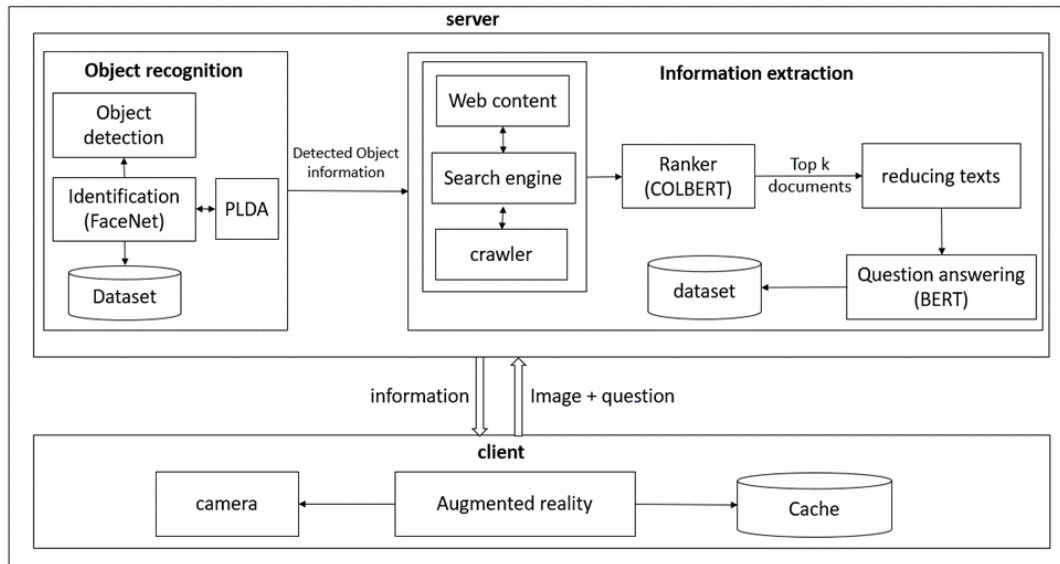 server
Object recognition
Object
detection
Identification
(FaceNet)
PLDA
Dataset
Detected Object
information
Information extraction
Web content
Search engine
crawler
Ranker
(COLBERT)
Top k
documents
reducing texts
Question answering
(BERT)
dataset
information
Image + question
client
camera
Augmented reality
Cache